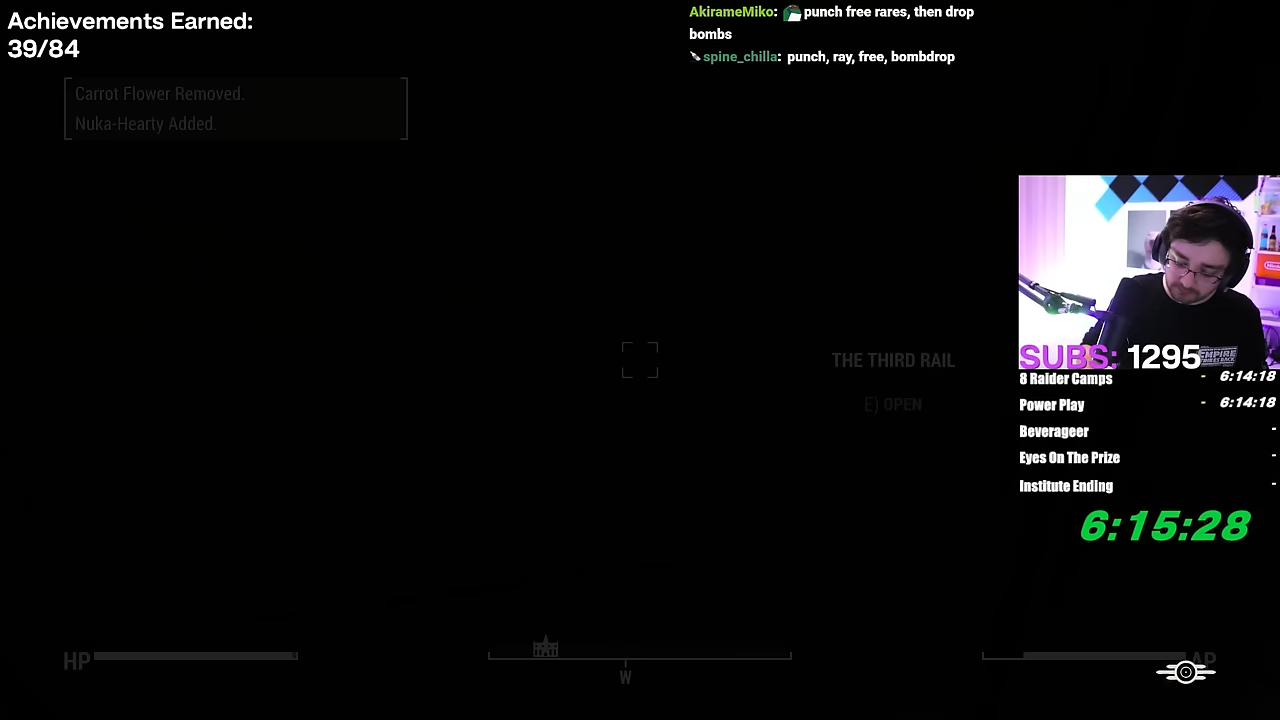 Achievements Earned:
39/84
AkirameMiko: punch free rares, then drop
bombs
spine_chilla: punch, ray, free, bombdrop
Carrot Flower Removed.
Nuka-Hearty Added.
THE THIRD RAIL
E) OPEN
SUBS: 1295
EMPIRE
8 Raider Camps - 6:14:18
Power Play - 6:14:18
Beverageer -
Eyes On The Prize -
Institute Ending -
6:15:28
HP
W
AP